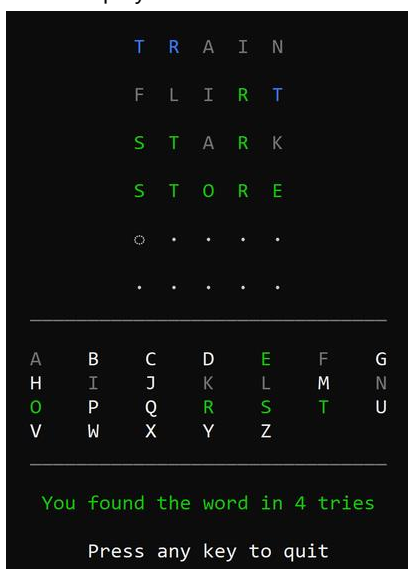 T R A I N
F L I R T
S T A R K
S T O R E
◌ · · · ·
· · · · ·
A B C D E F G
H I J K L M N
O P Q R S T U
V W X Y Z
You found the word in 4 tries
Press any key to quit